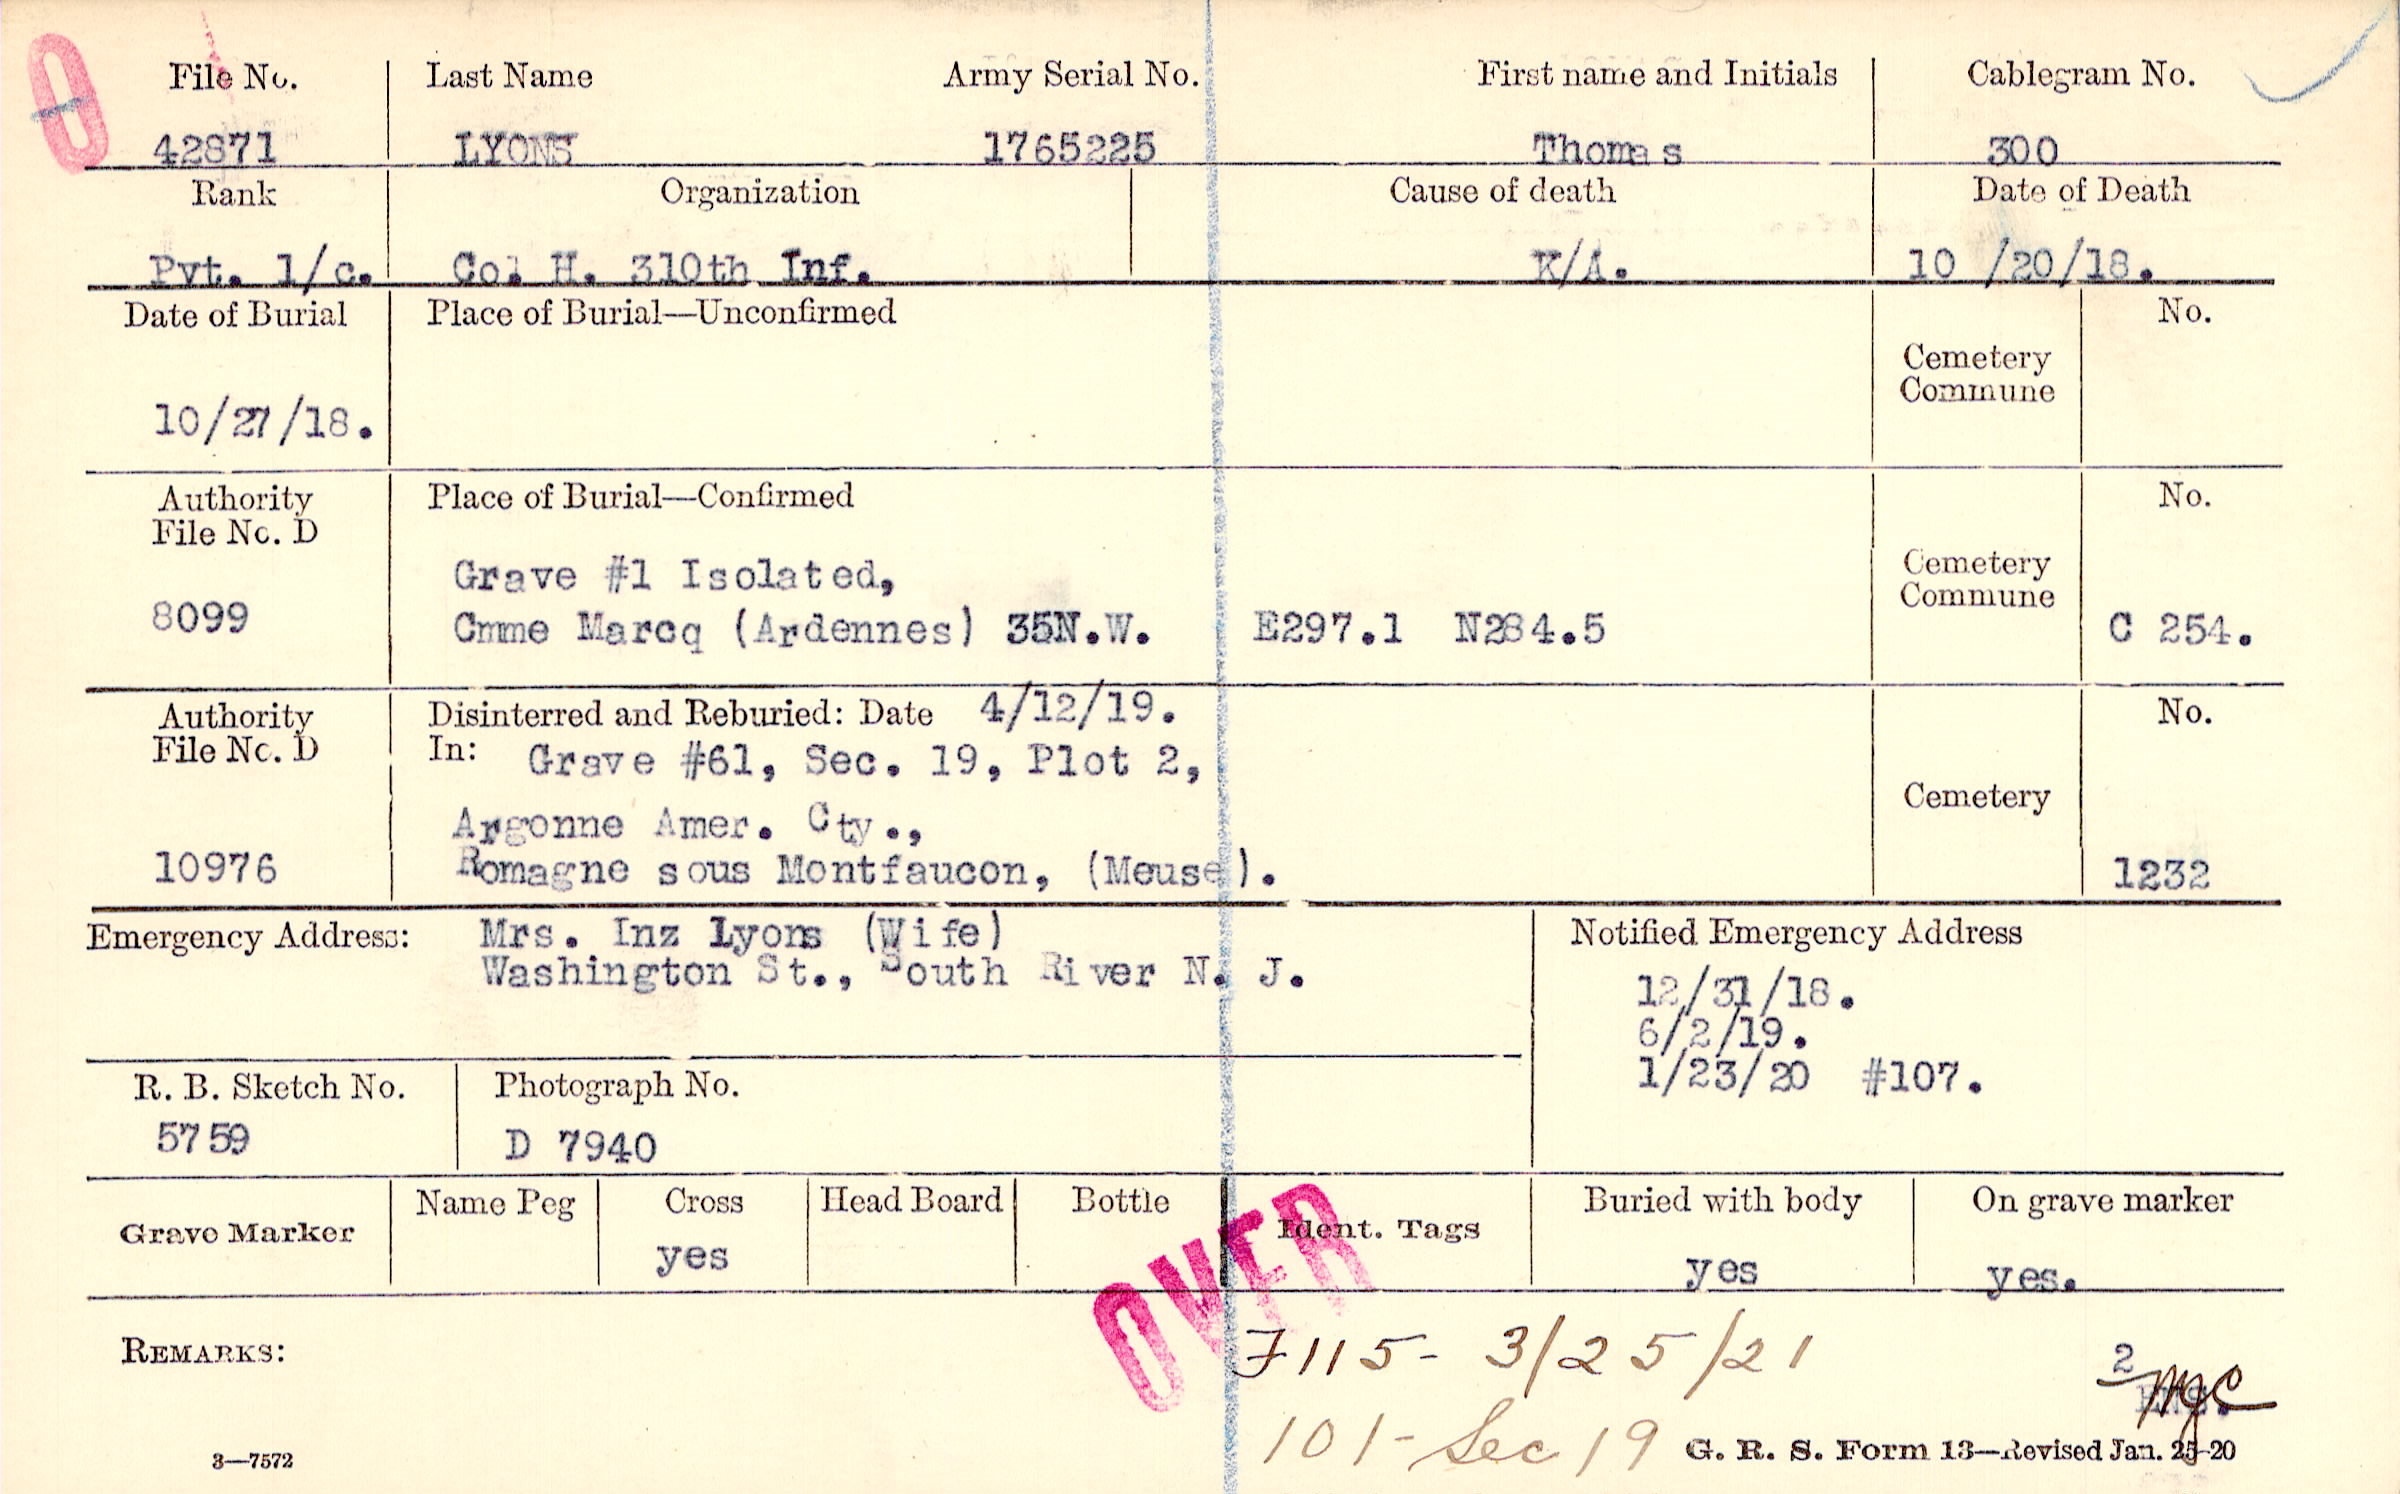 0
File No. Last Name Army Serial No. First name and Initials Cablegram No.
42871 LYONS 1765225 Thomas 300
Rank Organization Cause of death Date of Death
Pvt. 1/c. Co. H. 310th Inf. K/A. 10 /20/18.
Date of Burial Place of Burial—Unconfirmed No.
Cemetery
Commune
10/27/18.
Authority Place of Burial—Confirmed No.
File No. D
Grave #1 Isolated, Cemetery
Commune
8099 Cmme Marcq (Ardennes) 35N.W. E297.1 N284.5 C 254.
Authority Disinterred and Reburied: Date 4/12/19. No.
File No. D In: Grave #61, Sec. 19, Plot 2,
Cemetery
Argonne Amer. Cty.,
10976 Romagne sous Montfaucon, (Meuse). 1232
Emergency Address: Mrs. Inz Lyons (Wife) Notified Emergency Address
Washington St., South River N. J.
12/31/18.
6/2/19.
1/23/20 #107.
R. B. Sketch No. Photograph No.
5759 D 7940
Grave Marker Name Peg Cross Head Board Bottle Ident. Tags Buried with body On grave marker
yes yes yes.
OVER
REMARKS: 7115- 3/25/21
2
MJC
101-Sec 19
3—7572 G. R. S. Form 13—Revised Jan. 25-20